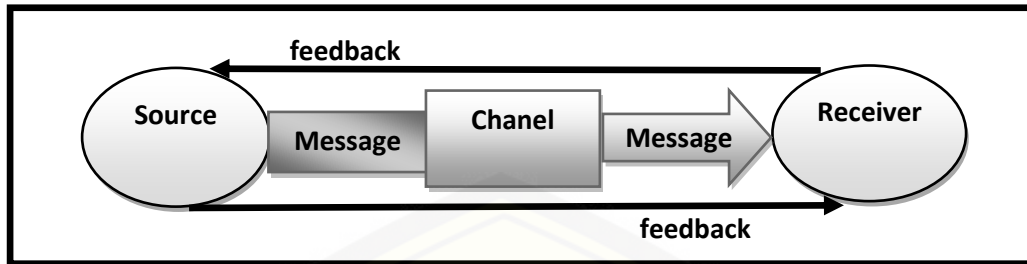 feedback
Source
Message
Chanel
Message
Receiver
feedback